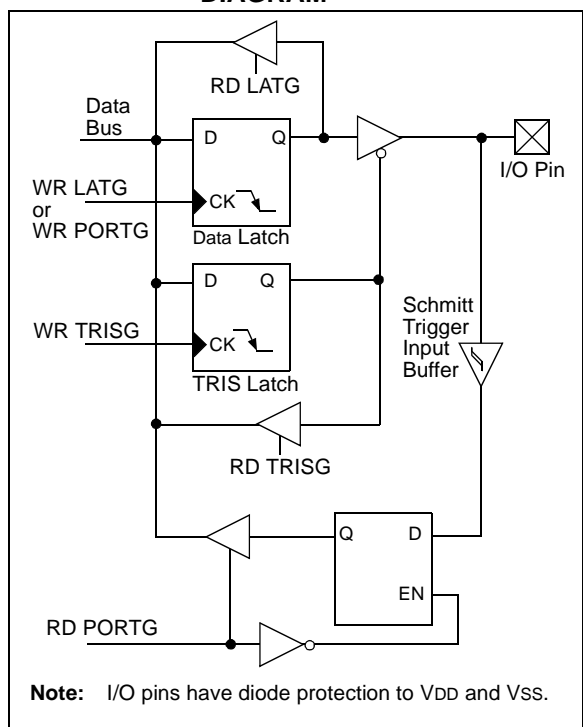 DIAGRAM
RD LATG
Data
Bus
D Q
I/O Pin
WR LATG
or
WR PORTG
CK
Data Latch
D Q
WR TRISG
CK
TRIS Latch
Schmitt
Trigger
Input
Buffer
RD TRISG
Q D
EN
RD PORTG
Note: I/O pins have diode protection to VDD and VSS.